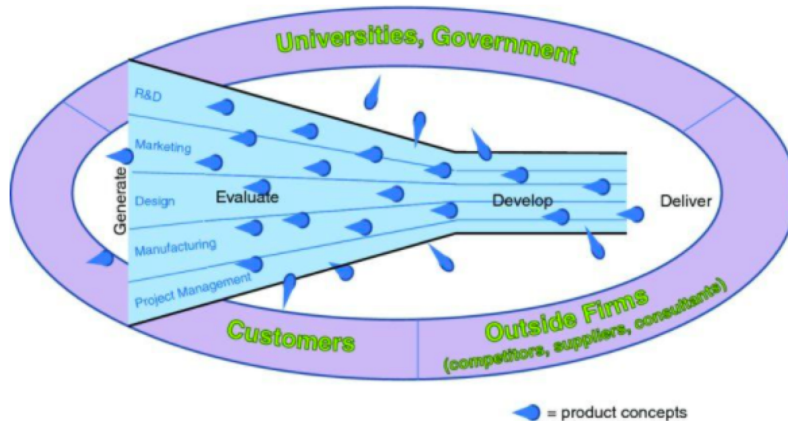 Universities, Government
R&D
Marketing
Generate
Evaluate
Design
Develop
Deliver
Manufacturing
Project Management
Customers
Outside Firms
(competitors, suppliers, consultants)
= product concepts